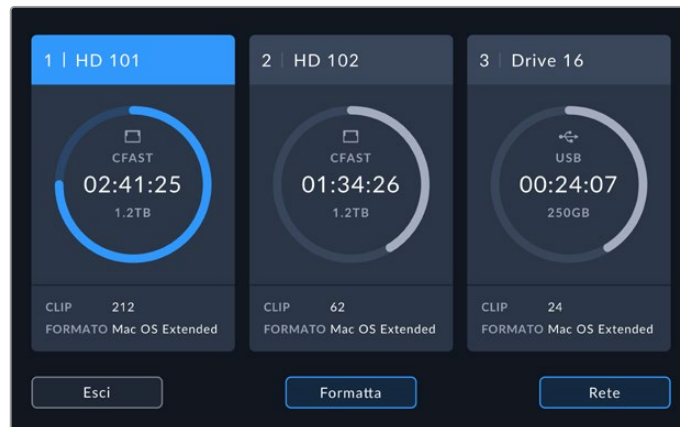 1 | HD 101
CFAST
02:41:25
1.2TB
CLIP 212
FORMATO Mac OS Extended
2 | HD 102
CFAST
01:34:26
1.2TB
CLIP 62
FORMATO Mac OS Extended
3 | Drive 16
USB
00:24:07
250GB
CLIP 24
FORMATO Mac OS Extended
Esci
Formatta
Rete